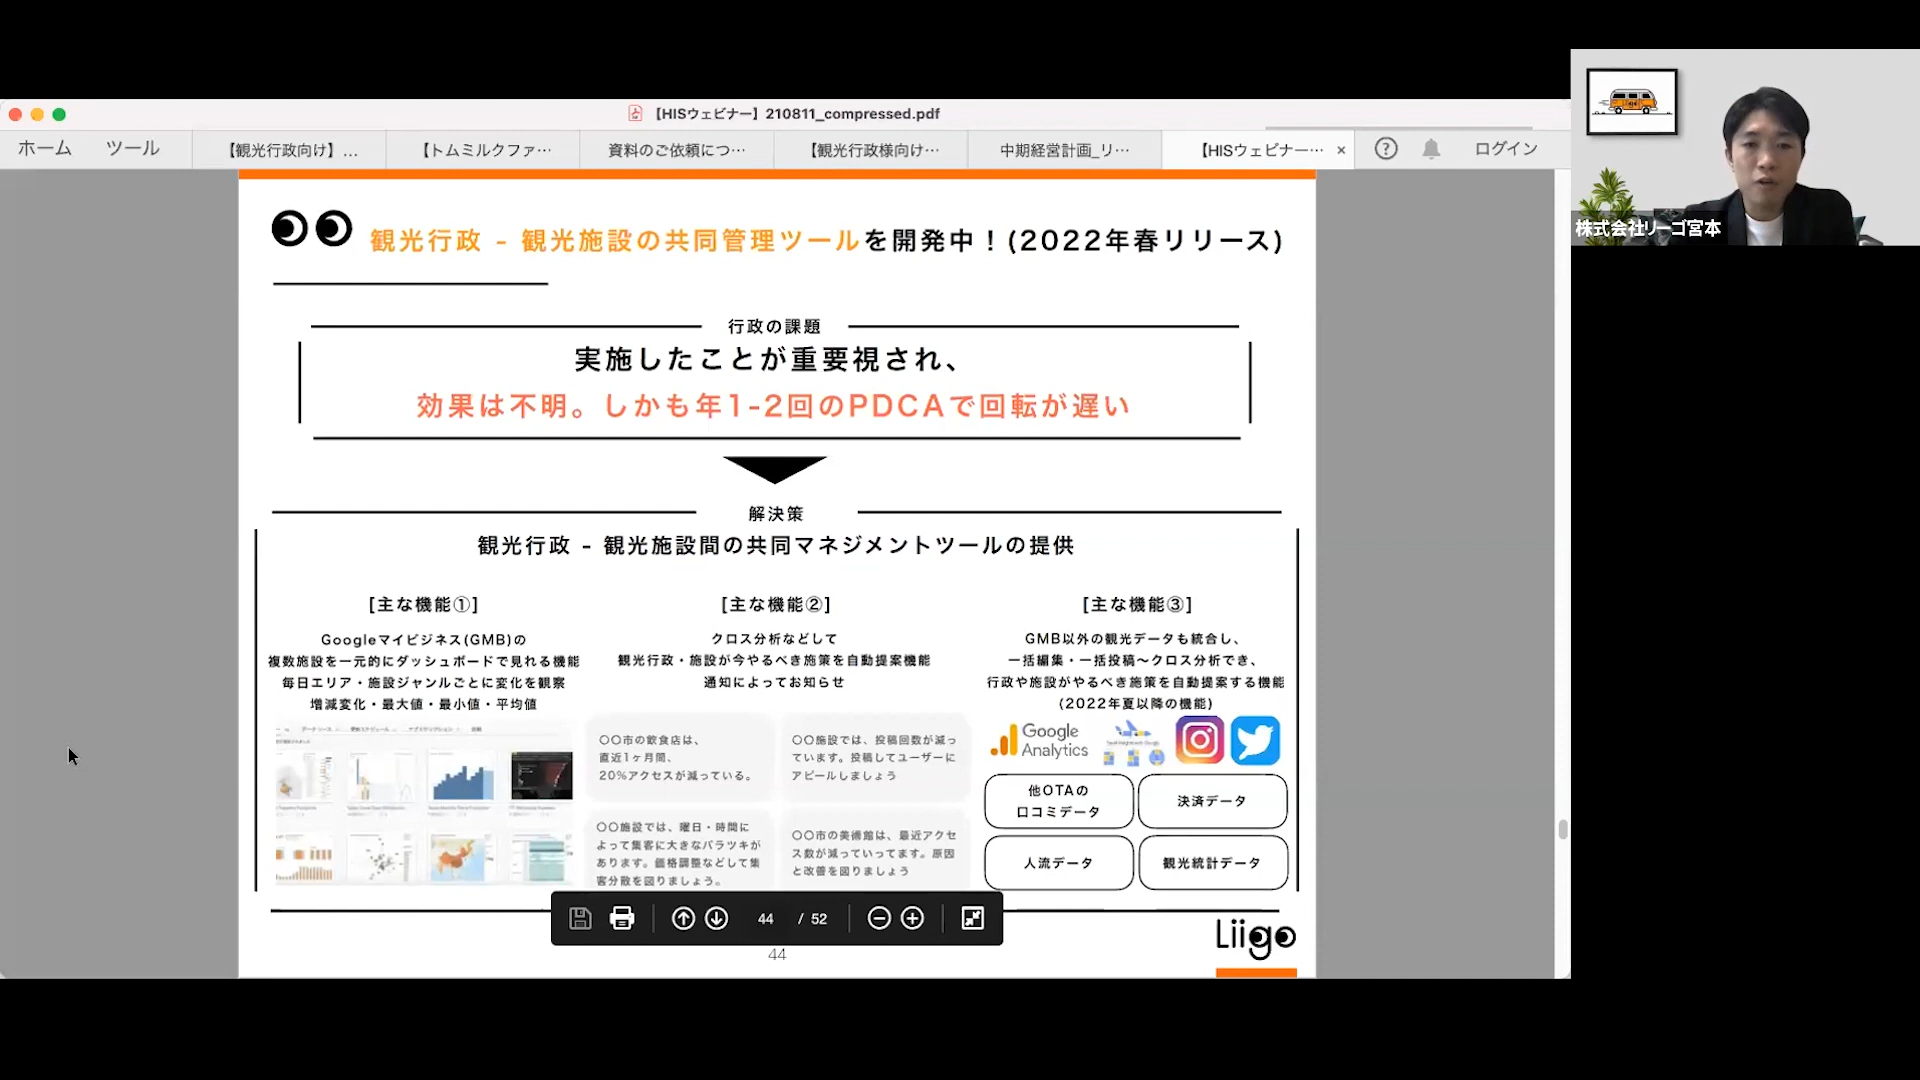 【HISウェビナー】210811_compressed.pdf
ホーム
ツール
【観光行政向け】...
【トムミルクファ…
資料のご依頼につ…
【観光行政様向け…
中期経営計画_リ…
【HISウェビナー…
ログイン
株式会社リーゴ宮本
観光行政 - 観光施設の共同管理ツールを開発中！(2022年春リリース)
行政の課題
実施したことが重要視され、
効果は不明。しかも年1-2回のPDCAで回転が遅い
解決策
観光行政 - 観光施設間の共同マネジメントツールの提供
[主な機能①]
Googleマイビジネス(GMB)の
複数施設を一元的にダッシュボードで見れる機能
毎日エリア・施設ジャンルごとに変化を観察
増減変化・最大値・最小値・平均値
[主な機能②]
クロス分析などして
観光行政・施設が今やるべき施策を自動提案機能
通知によってお知らせ
〇〇市の飲食店は、
直近1ヶ月間、
20%アクセスが減っている。
〇〇施設では、投稿回数が減っ
ています。投稿してユーザーに
アピールしましょう
〇〇施設では、曜日・時間に
よって集客に大きなバラツキが
あります。価格調整などして集
客分散を図りましょう。
〇〇市の美術館は、最近アクセ
ス数が減っていってます。原因
と改善を図りましょう
[主な機能③]
GMB以外の観光データも統合し、
一括編集・一括投稿〜クロス分析でき、
行政や施設がやるべき施策を自動提案する機能
(2022年夏以降の機能)
Google
Analytics
他OTAの
口コミデータ
決済データ
人流データ
観光統計データ
44 / 52
44
Liigo